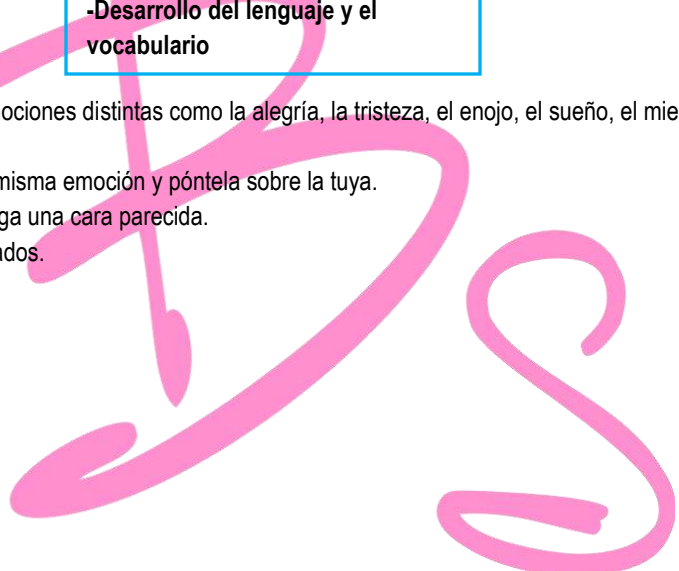 -Desarrollo del lenguaje y el
vocabulario
ociones distintas como la alegría, la tristeza, el enojo, el sueño, el mie
misma emoción y póntela sobre la tuya.
ga una cara parecida.
ados.
BS